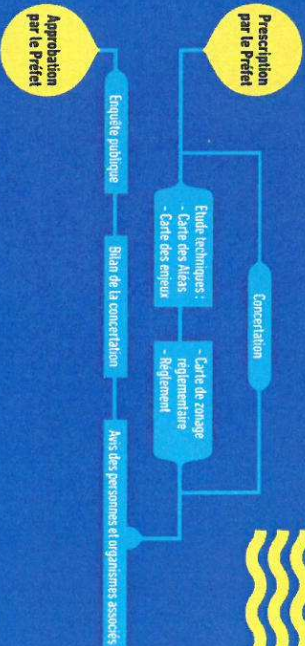 Prescription
par le Préfet
Concertation
Etude techniques :
- Carte des Aléas
- Carte des enjeux
- Carte de zonage
réglementaire
- Réglement
Avis des personnes et organismes associés
Bilan de la concertation
Enquête publique
Approbation
par le Préfet